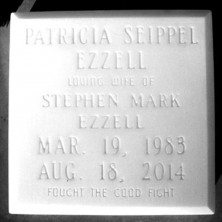 PATRICIA SEIPPEL
EZZELL
LOVING WIFE OF
STEPHEN MARK
EZZELL
MAR. 19, 1983
AUG. 18, 2014
FOUGHT THE GOOD FIGHT